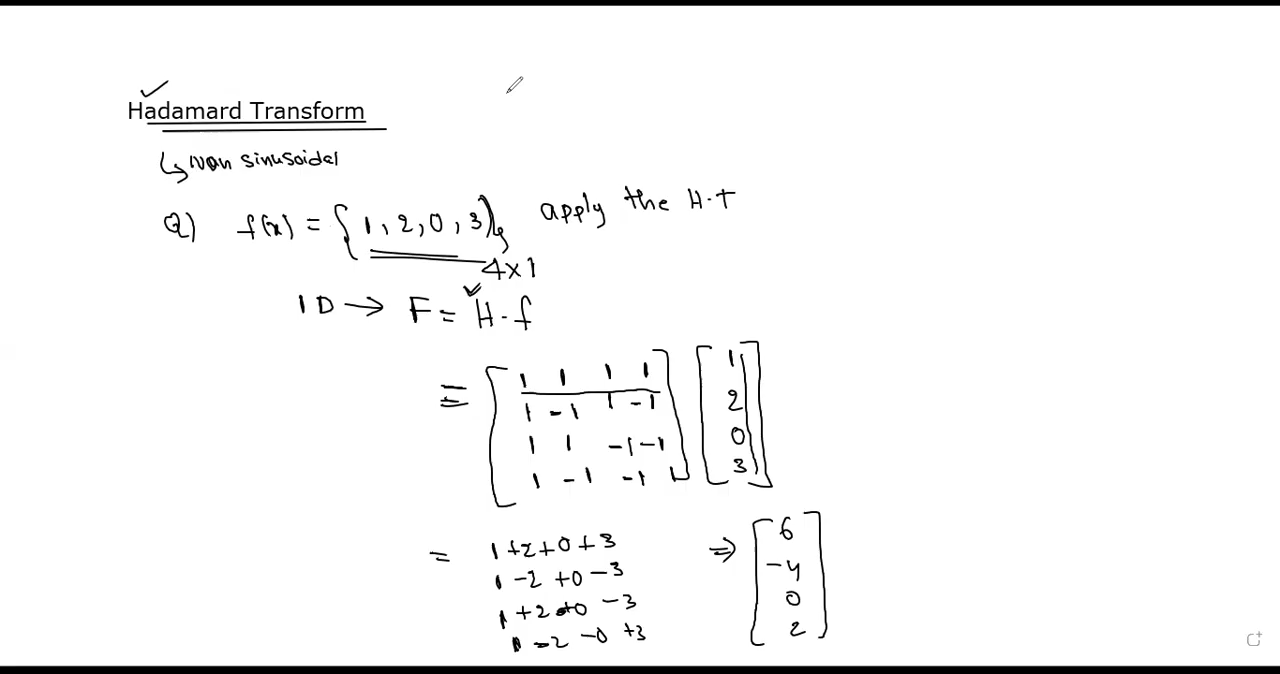 Hadamard Transform
↳ Non sinusoidal
Q) f(x) = {1, 2, 0, 3}, apply the H.T
4x1
1D → F = H.f
= [1 1 1 1] [1]
1 -1 1 -1 2
1 1 -1 -1 0
1 -1 -1 1 3
= 1+2+0+3 ⇒ [6]
1-2+0-3 -4
1+2-0-3 0
1-2-0+3 2